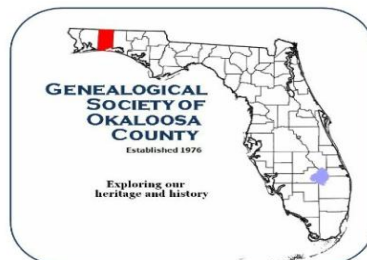 GENEALOGICAL
SOCIETY OF
OKALOOSA
COUNTY
Established 1976
Exploring our
heritage and history